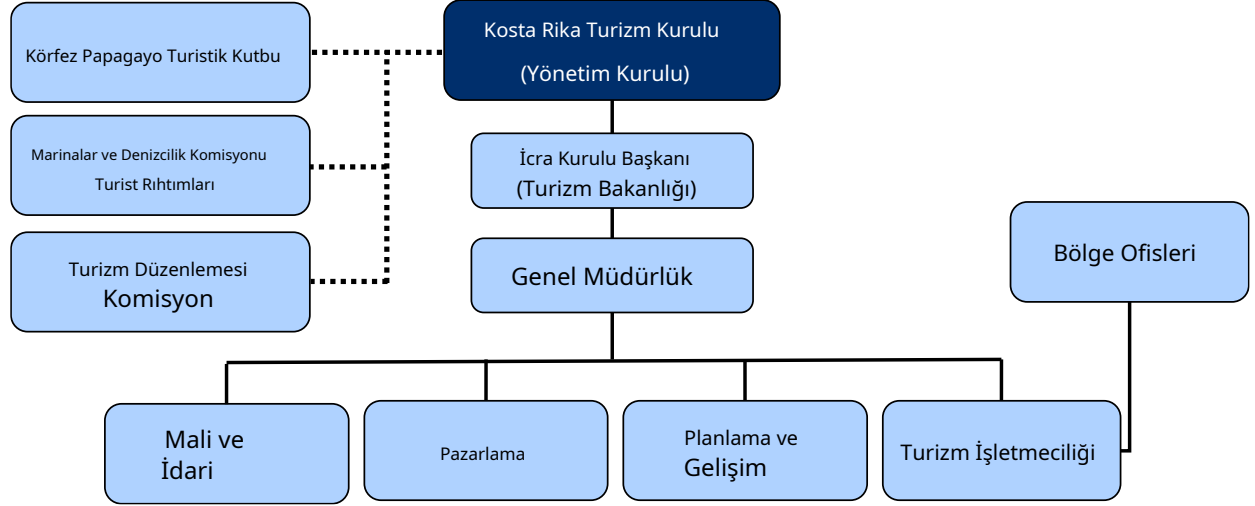 Körfez Papagayo Turistik Kutbu
Kosta Rika Turizm Kurulu
(Yönetim Kurulu)
Marinalar ve Denizcilik Komisyonu
Turist Rıhtımları
İcra Kurulu Başkanı
(Turizm Bakanlığı)
Turizm Düzenlemesi
Komisyon
Genel Müdürlük
Bölge Ofisleri
Mali ve
İdari
Pazarlama
Planlama ve
Gelişim
Turizm İşletmeciliği